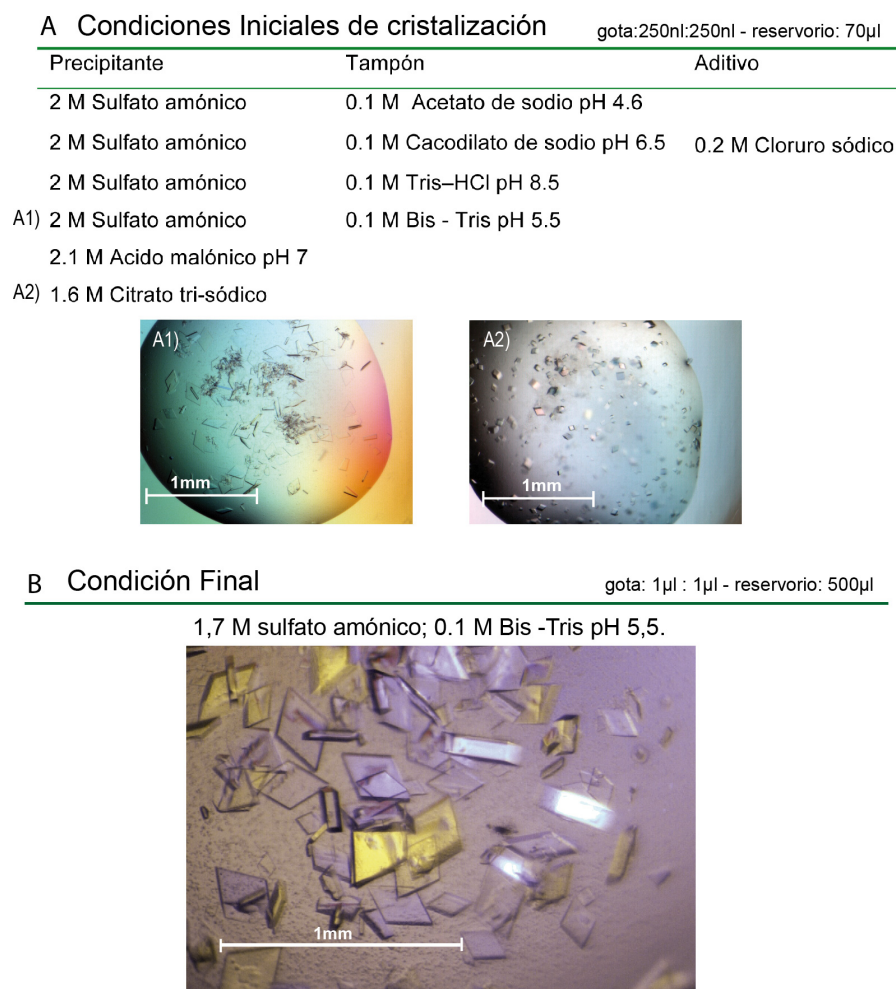 A Condiciones Iniciales de cristalización gota:250nl:250nl - reservorio: 70µl
Precipitante Tampón Aditivo
2 M Sulfato amónico 0.1 M Acetato de sodio pH 4.6
2 M Sulfato amónico 0.1 M Cacodilato de sodio pH 6.5 0.2 M Cloruro sódico
2 M Sulfato amónico 0.1 M Tris–HCl pH 8.5
A1) 2 M Sulfato amónico 0.1 M Bis - Tris pH 5.5
2.1 M Acido malónico pH 7
A2) 1.6 M Citrato tri-sódico
A1) A2)
1mm 1mm
B Condición Final gota: 1µl : 1µl - reservorio: 500µl
1,7 M sulfato amónico; 0.1 M Bis -Tris pH 5,5.
1mm